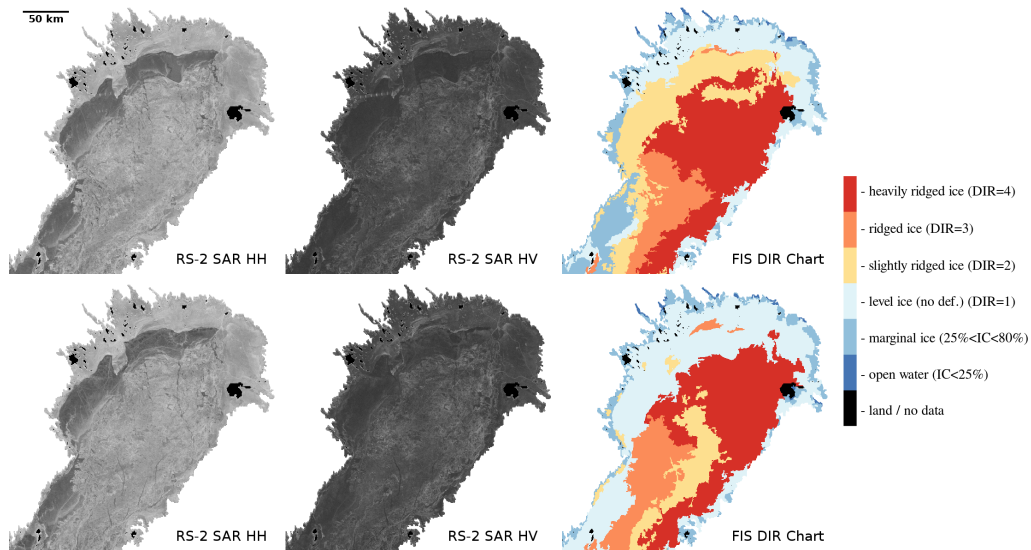 50 km
RS-2 SAR HH
RS-2 SAR HV
FIS DIR Chart
- heavily ridged ice (DIR=4)
- ridged ice (DIR=3)
- slightly ridged ice (DIR=2)
- level ice (no def.) (DIR=1)
- marginal ice (25%<IC<80%)
- open water (IC<25%)
- land / no data
RS-2 SAR HH
RS-2 SAR HV
FIS DIR Chart